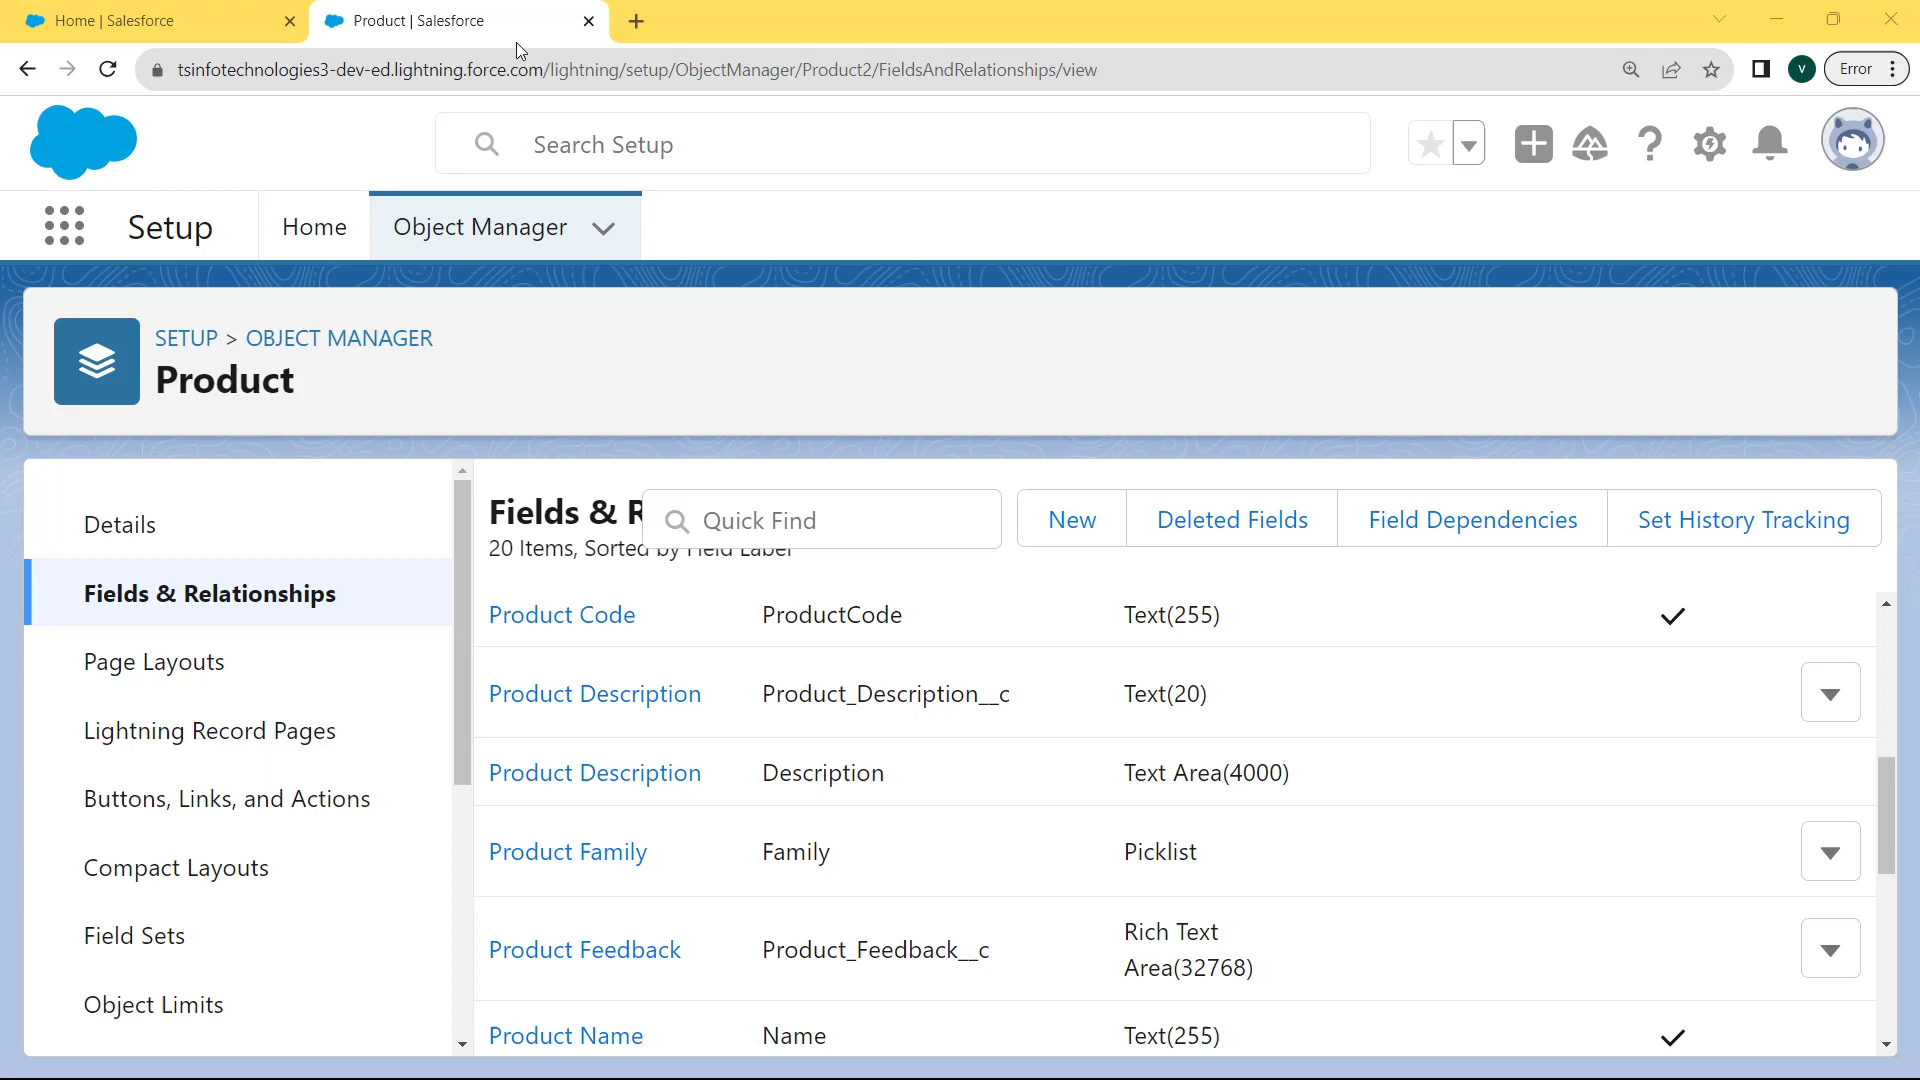 Home | Salesforce
Product | Salesforce
tsinfotechnologies3-dev-ed.lightning.force.com/lightning/setup/ObjectManager/Product2/FieldsAndRelationships/view
V
Error
Search Setup
Setup
Home
Object Manager
SETUP > OBJECT MANAGER
Product
Details
Fields & Relationships
Page Layouts
Lightning Record Pages
Buttons, Links, and Actions
Compact Layouts
Field Sets
Object Limits
Fields & R
20 Items, Sorted by Field Label
Quick Find
New
Deleted Fields
Field Dependencies
Set History Tracking
Product Code ProductCode Text(255)
Product Description Product_Description__c Text(20)
Product Description Description Text Area(4000)
Product Family Family Picklist
Product Feedback Product_Feedback__c Rich Text
Area(32768)
Product Name Name Text(255)